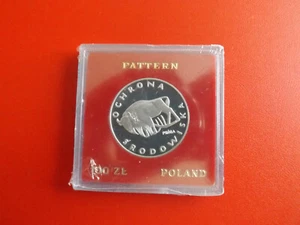 PATTERN
OCHRONA
ŚRODOWISKA
100 ZŁ POLAND